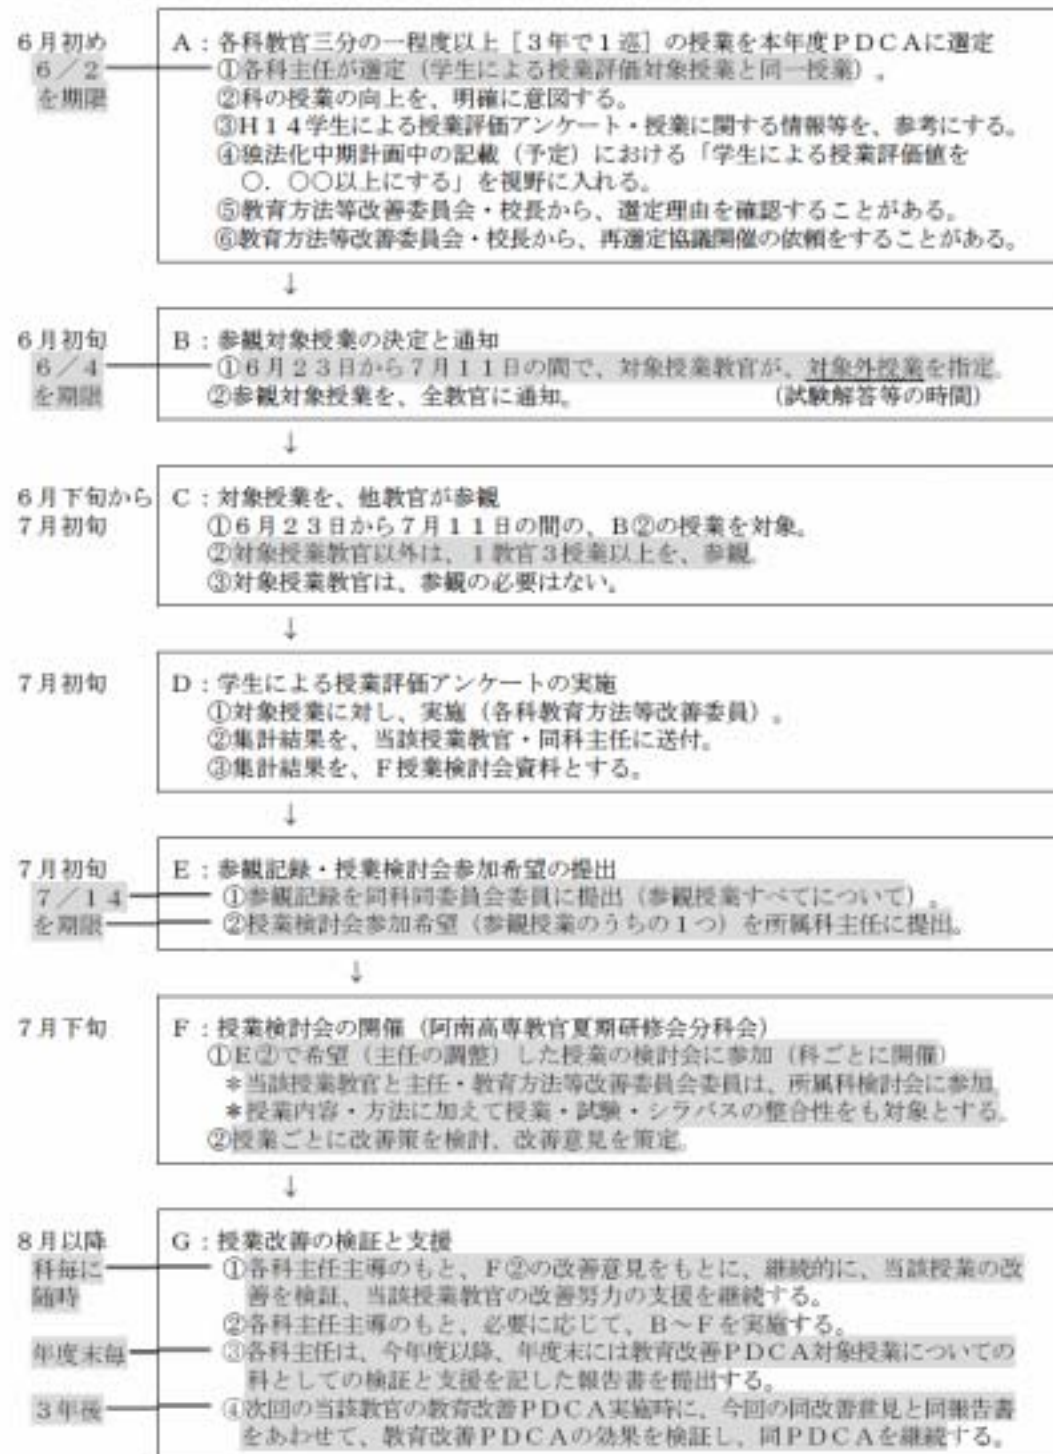 6月初め
6/2
を期限
A：各科教官三分の一程度以上［3年で1巡］の授業を本年度PDCAに選定
①各科主任が選定（学生による授業評価対象授業と同一授業）。
②科の授業の向上を、明確に意図する。
③H14学生による授業評価アンケート・授業に関する情報等を、参考にする。
④独法化中期計画中の記載（予定）における「学生による授業評価値を
○．○○以上にする」を視野に入れる。
⑤教育方法等改善委員会・校長から、選定理由を確認することがある。
⑥教育方法等改善委員会・校長から、再選定協議開催の依頼をすることがある。
↓
6月初旬
6/4
を期限
B：参観対象授業の決定と通知
①6月23日から7月11日の間で、対象授業教官が、対象外授業を指定。
②参観対象授業を、全教官に通知。　（試験解答等の時間）
↓
6月下旬から
7月初旬
C：対象授業を、他教官が参観
①6月23日から7月11日の間の、B②の授業を対象。
②対象授業教官以外は、1教官3授業以上を、参観。
③対象授業教官は、参観の必要はない。
↓
7月初旬
D：学生による授業評価アンケートの実施
①対象授業に対し、実施（各科教育方法等改善委員）。
②集計結果を、当該授業教官・同科主任に送付。
③集計結果を、F授業検討会資料とする。
↓
7月初旬
7/14
を期限
E：参観記録・授業検討会参加希望の提出
①参観記録を同科同委員会委員に提出（参観授業すべてについて）。
②授業検討会参加希望（参観授業のうちの1つ）を所属科主任に提出。
↓
7月下旬
F：授業検討会の開催（阿南高専教官夏期研修会分科会）
①E②で希望（主任の調整）した授業の検討会に参加（科ごとに開催）
＊当該授業教官と主任・教育方法等改善委員会委員は、所属科検討会に参加。
＊授業内容・方法に加えて授業・試験・シラバスの整合性をも対象とする。
②授業ごとに改善策を検討、改善意見を策定。
↓
8月以降
科毎に
随時
年度末毎
3年後
G：授業改善の検証と支援
①各科主任主導のもと、F②の改善意見をもとに、継続的に、当該授業の改
善を検証、当該授業教官の改善努力の支援を継続する。
②各科主任主導のもと、必要に応じて、B～Fを実施する。
③各科主任は、今年度以降、年度末には教育改善PDCA対象授業についての
科としての検証と支援を記した報告書を提出する。
④次回の当該教官の教育改善PDCA実施時に、今回の同改善意見と同報告書
をあわせて、教育改善PDCAの効果を検証し、同PDCAを継続する。